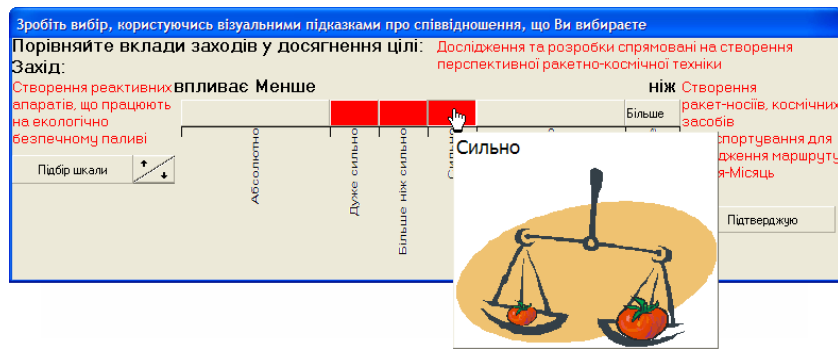 Зробіть вибір, користуючись візуальними підказками про співвідношення, що Ви вибираєте
Порівняйте вклади заходів у досягнення цілі:
Дослідження та розробки спрямовані на створення
перспективної ракетно-космічної техніки
Захід:
Створення реактивних
апаратів, що працюють
на екологічно
безпечному паливі
впливає Менше
ніж
Створення
ракет-носіїв, космічних
засобів
для
маршруту
Більше
Підбір шкали
Абсолютно
Дуже сильно
Більше ніж сильно
Сильно
Підтверджую